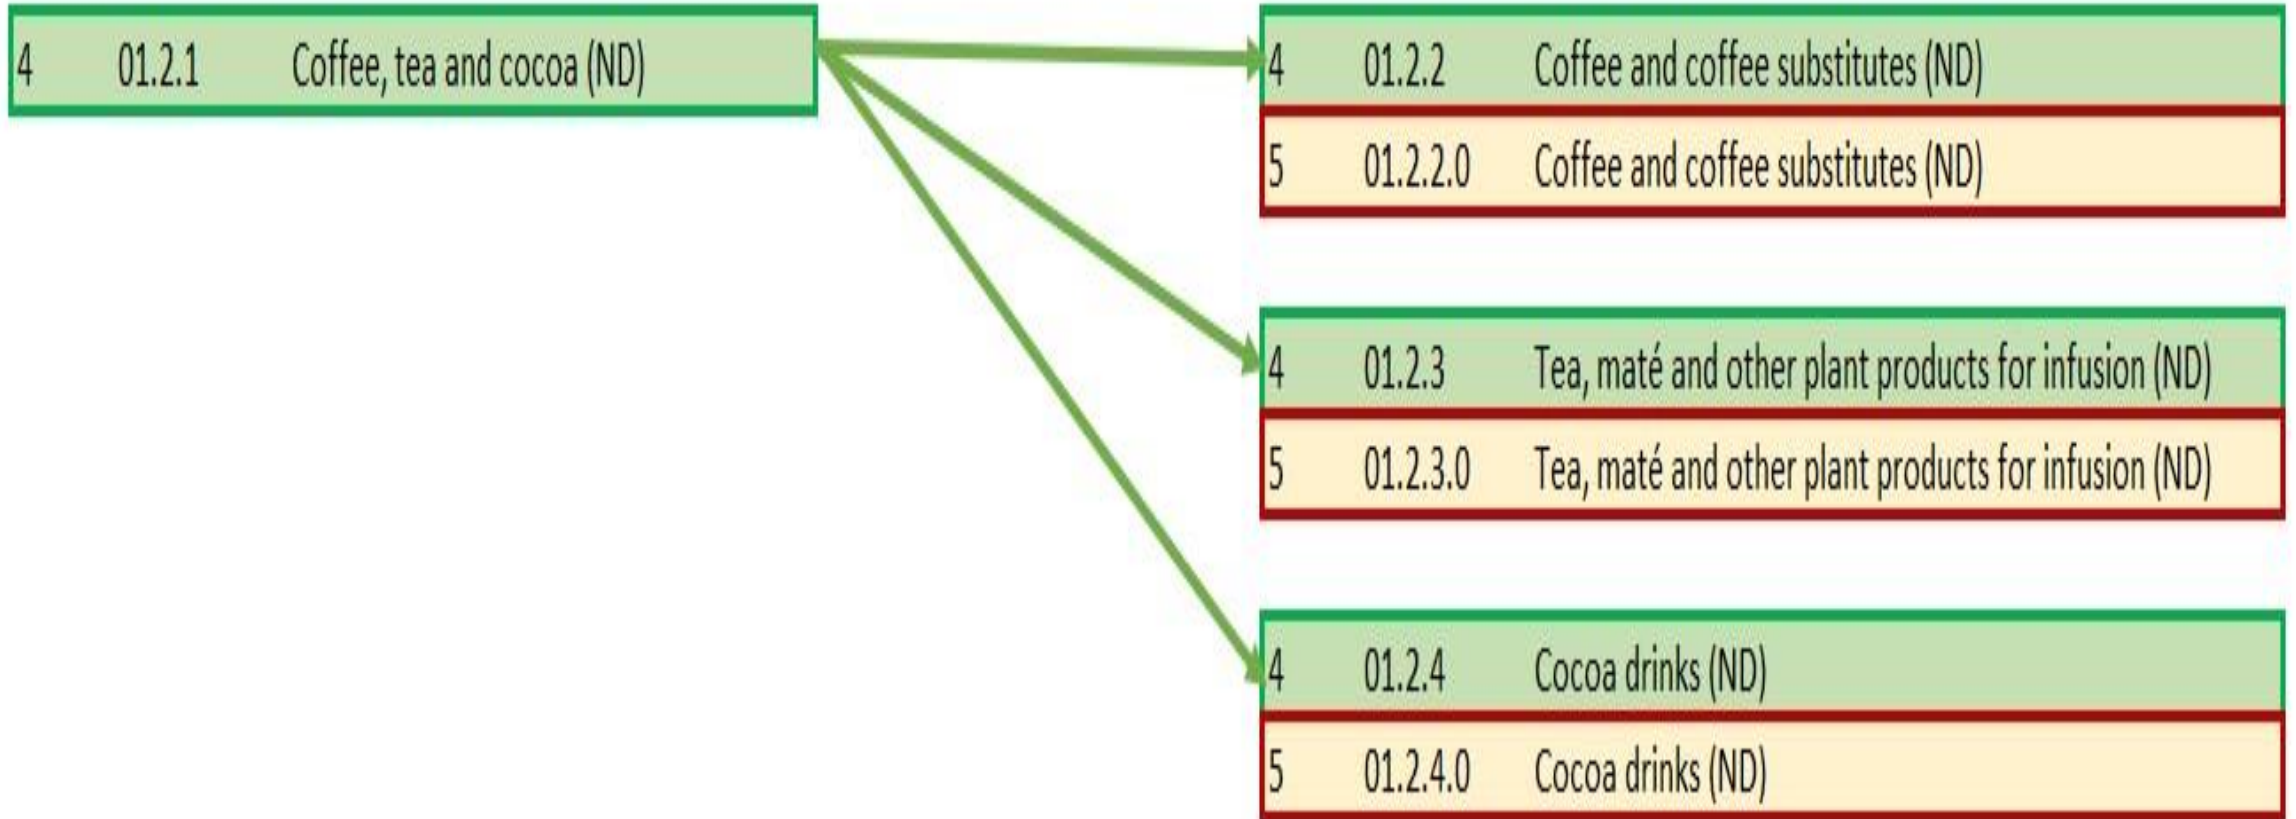 4 01.2.1 Coffee, tea and cocoa (ND)
4 01.2.2 Coffee and coffee substitutes (ND)
5 01.2.2.0 Coffee and coffee substitutes (ND)
4 01.2.3 Tea, maté and other plant products for infusion (ND)
5 01.2.3.0 Tea, maté and other plant products for infusion (ND)
4 01.2.4 Cocoa drinks (ND)
5 01.2.4.0 Cocoa drinks (ND)